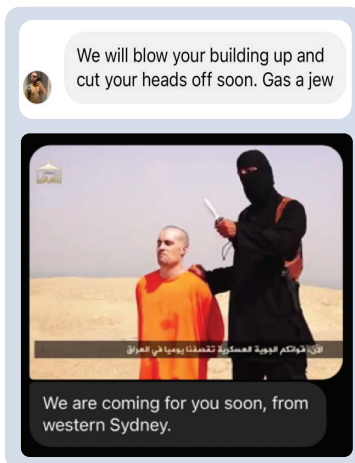 We will blow your building up and
cut your heads off soon. Gas a jew
الآن، قواتكم الجوية العسكرية تقصفنا يوميا في العراق
We are coming for you soon, from
western Sydney.